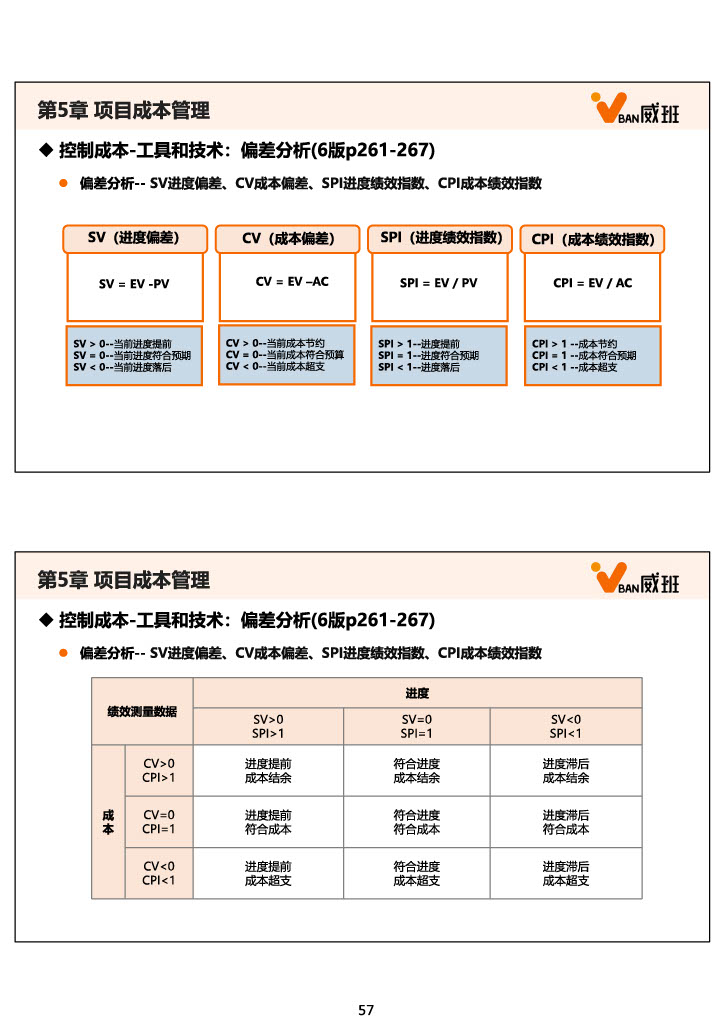 第5章 项目成本管理
BAN威班
◆ 控制成本-工具和技术：偏差分析(6版p261-267)
● 偏差分析-- SV进度偏差、CV成本偏差、SPI进度绩效指数、CPI成本绩效指数
SV（进度偏差）
SV = EV -PV
SV > 0--当前进度提前
SV = 0--当前进度符合预期
SV < 0--当前进度落后
CV（成本偏差）
CV = EV –AC
CV > 0--当前成本节约
CV = 0--当前成本符合预算
CV < 0--当前成本超支
SPI（进度绩效指数）
SPI = EV / PV
SPI > 1--进度提前
SPI = 1--进度符合预期
SPI < 1--进度落后
CPI（成本绩效指数）
CPI = EV / AC
CPI > 1 --成本节约
CPI = 1 --成本符合预期
CPI < 1 --成本超支
第5章 项目成本管理
BAN威班
◆ 控制成本-工具和技术：偏差分析(6版p261-267)
● 偏差分析-- SV进度偏差、CV成本偏差、SPI进度绩效指数、CPI成本绩效指数
绩效测量数据
进度
SV>0
SPI>1
SV=0
SPI=1
SV<0
SPI<1
成
本
CV>0
CPI>1
进度提前
成本结余
符合进度
成本结余
进度滞后
成本结余
CV=0
CPI=1
进度提前
符合成本
符合进度
符合成本
进度滞后
符合成本
CV<0
CPI<1
进度提前
成本超支
符合进度
成本超支
进度滞后
成本超支
57